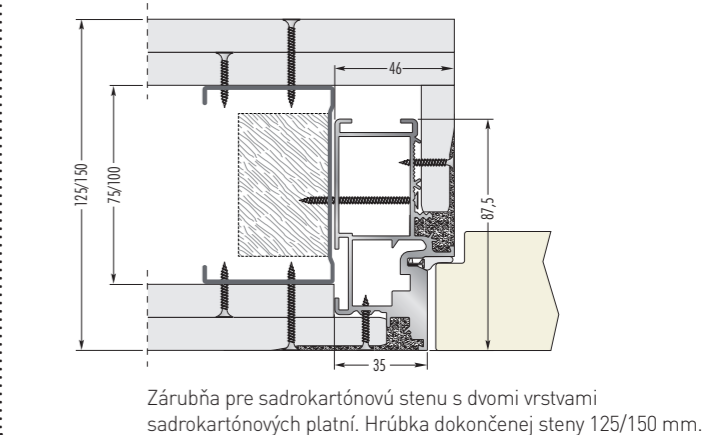 46
125/150
75/100
87,5
35
Zárubňa pre sadrokartónovú stenu s dvomi vrstvami
sadrokartónových platní. Hrúbka dokončenej steny 125/150 mm.